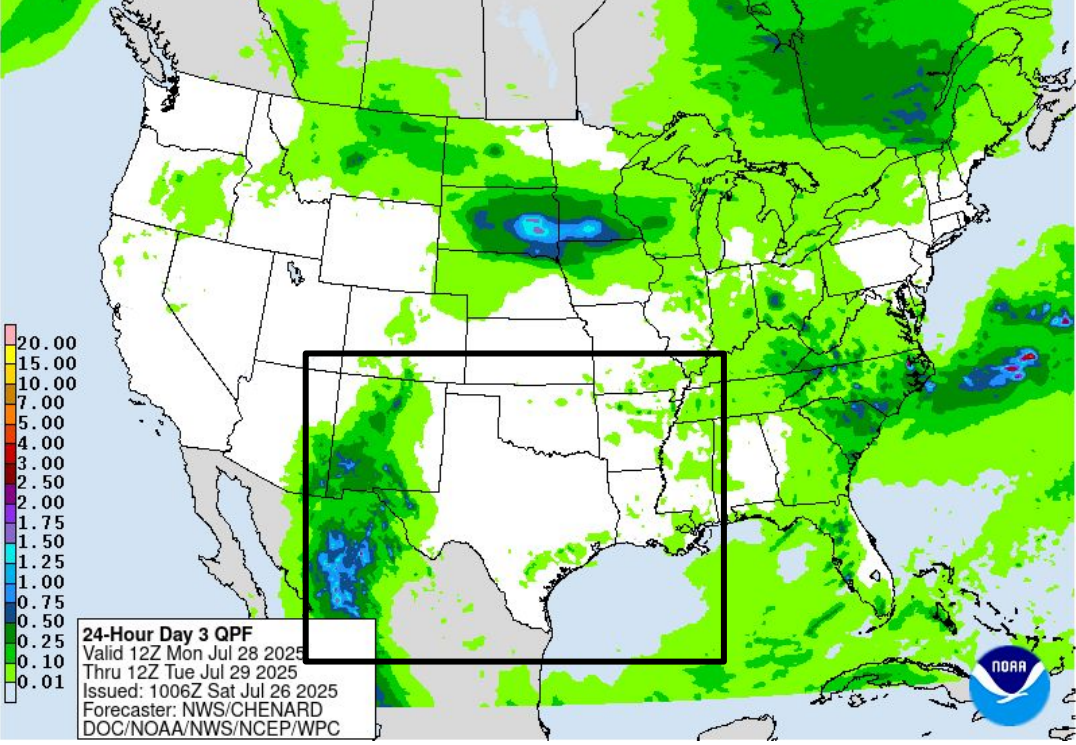 20.00
15.00
10.00
7.00
5.00
4.00
3.00
2.50
2.00
1.75
1.50
1.25
1.00
0.75
0.50
0.25
0.10
0.01
24-Hour Day 3 QPF
Valid 12Z Mon Jul 28 2025
Thru 12Z Tue Jul 29 2025
Issued: 1006Z Sat Jul 26 2025
Forecaster: NWS/CHENARD
DOC/NOAA/NWS/NCEP/WPC
NOAA